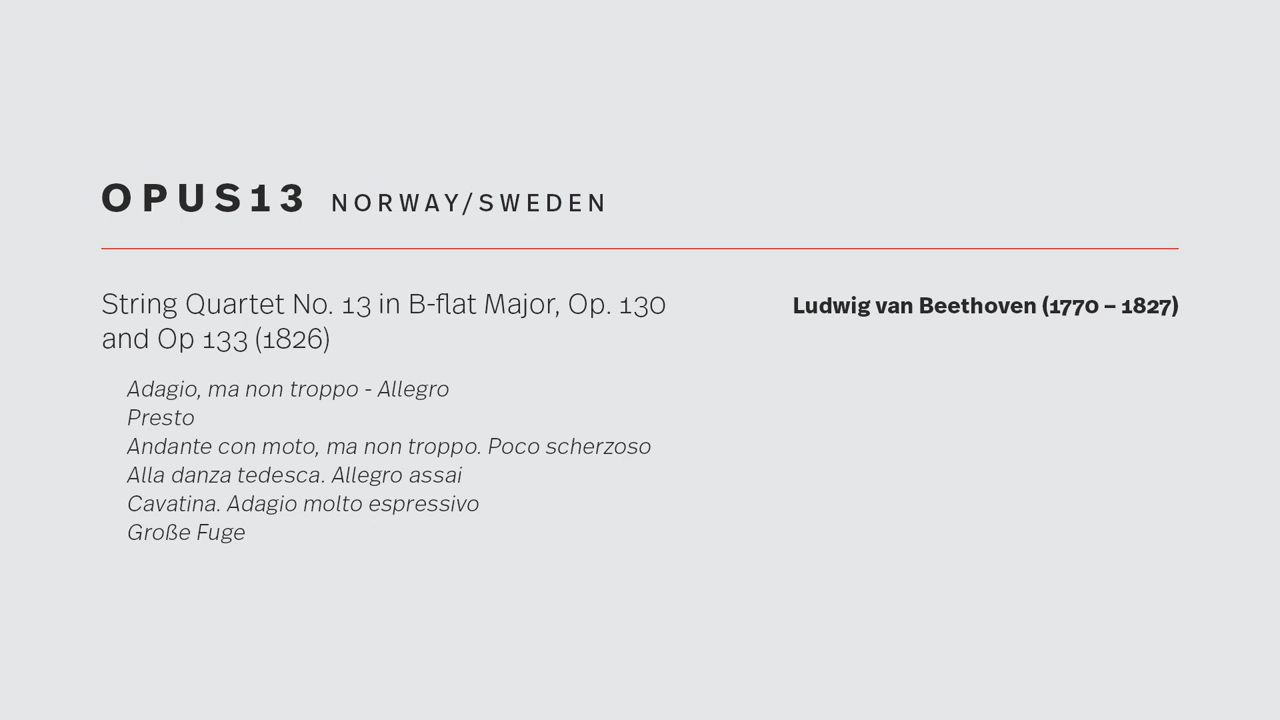 OPUS13 NORWAY/SWEDEN
String Quartet No. 13 in B-flat Major, Op. 130
and Op 133 (1826)
Ludwig van Beethoven (1770 – 1827)
Adagio, ma non troppo - Allegro
Presto
Andante con moto, ma non troppo. Poco scherzoso
Alla danza tedesca. Allegro assai
Cavatina. Adagio molto espressivo
Große Fuge